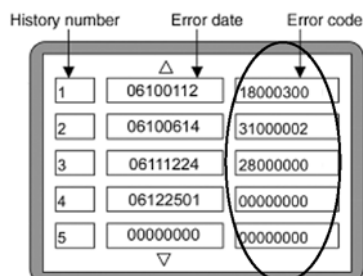 History number Error date Error code
1 06100112 18000300
2 06100614 31000002
3 06111224 28000000
4 06122501 00000000
5 00000000 00000000